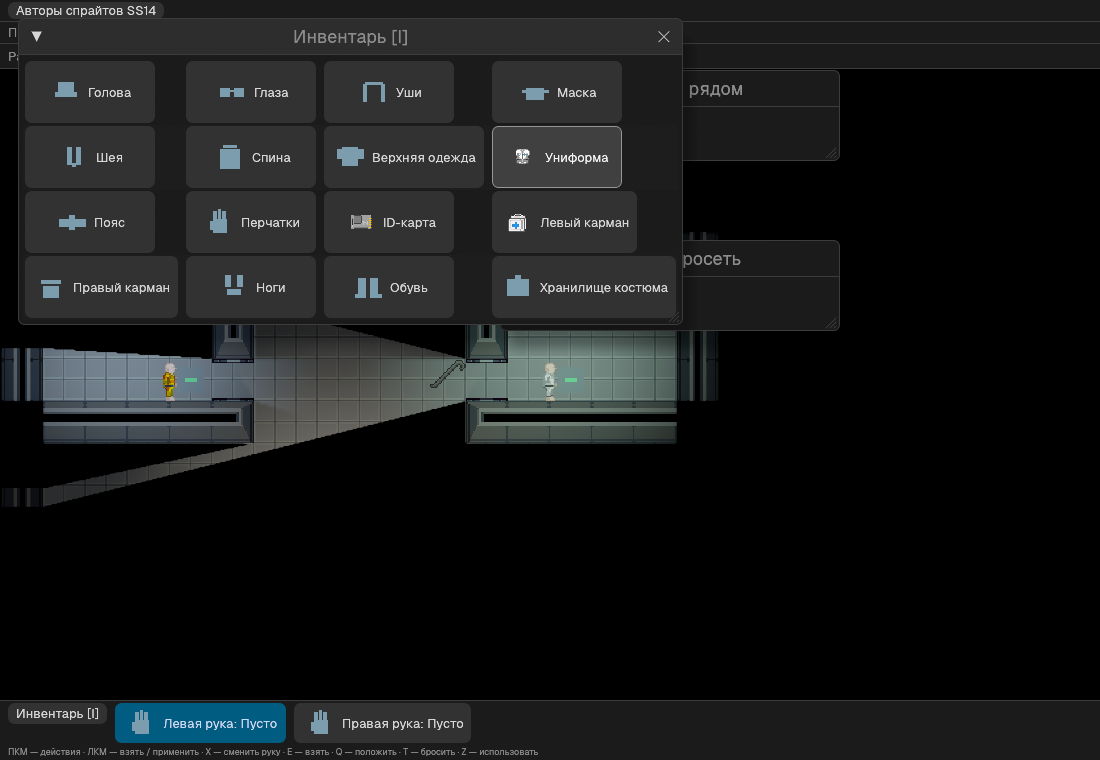 Авторы спрайтов SS14
Инвентарь [I]
Голова
Глаза
Уши
Маска
рядом
Шея
Спина
Верхняя одежда
Униформа
Пояс
Перчатки
ID-карта
Левый карман
росеть
Правый карман
Ноги
Обувь
Хранилище костюма
Инвентарь [I]
Левая рука: Пусто
Правая рука: Пусто
ПКМ — действия · ЛКМ — взять / применить · X — сменить руку · E — взять · Q — положить · T — бросить · Z — использовать